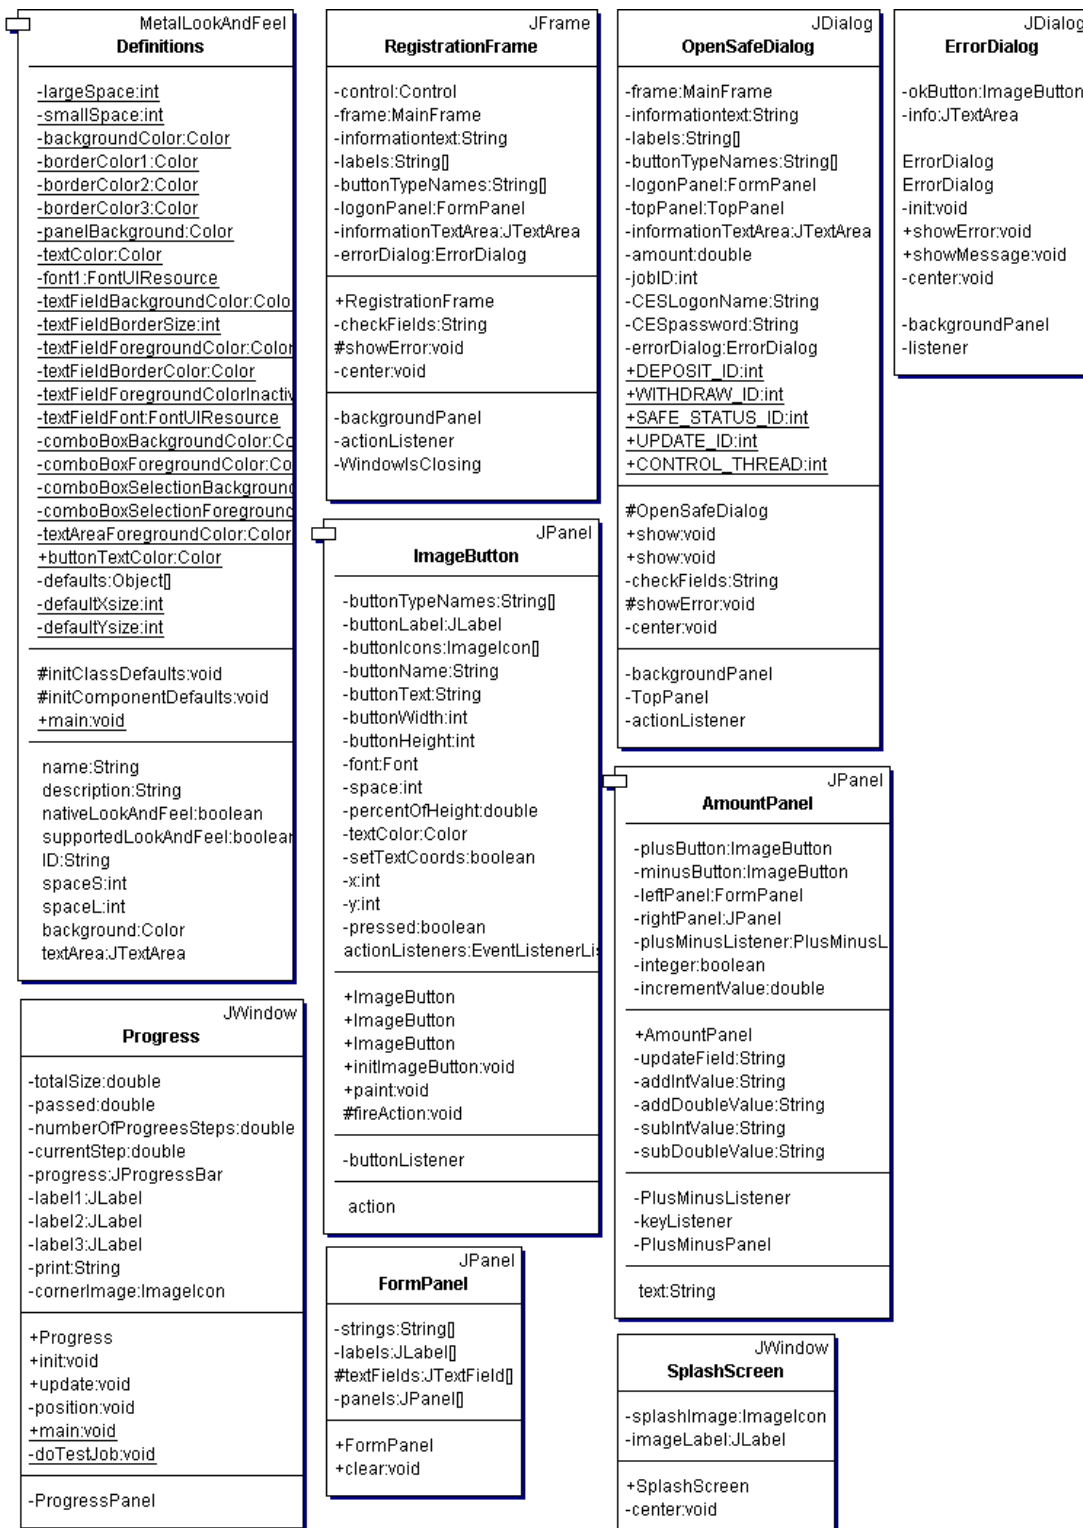 MetalLookAndFeel
Definitions
-largeSpace:int
-smallSpace:int
-backgroundColor:Color
-borderColor1:Color
-borderColor2:Color
-borderColor3:Color
-panelBackground:Color
-textColor:Color
-font1:FontUIResource
-textFieldBackgroundColor:Colo
-textFieldBorderSize:int
-textFieldForegroundColor:Color
-textFieldBorderColor:Color
-textFieldForegroundColorInactiv
-textFieldFont:FontUIResource
-comboBoxBackgroundColor:Co
-comboBoxForegroundColor:Co
-comboBoxSelectionBackground
-comboBoxSelectionForeground
-textAreaForegroundColor:Color
+buttonTextColor:Color
-defaults:Object[]
-defaultXsize:int
-defaultYsize:int
#initClassDefaults:void
#initComponentDefaults:void
+main:void
name:String
description:String
nativeLookAndFeel:boolean
supportedLookAndFeel:boolean
ID:String
spaceS:int
spaceL:int
background:Color
textArea:JTextArea
JFrame
RegistrationFrame
-control:Control
-frame:MainFrame
-informationtext:String
-labels:String[]
-buttonTypeNames:String[]
-logonPanel:FormPanel
-informationTextArea:JTextArea
-errorDialog:ErrorDialog
+RegistrationFrame
-checkFields:String
#showError:void
-center:void
-backgroundPanel
-actionListener
-WindowIsClosing
JDialog
OpenSafeDialog
-frame:MainFrame
-informationtext:String
-labels:String[]
-buttonTypeNames:String[]
-logonPanel:FormPanel
-topPanel:TopPanel
-informationTextArea:JTextArea
-amount:double
-jobID:int
-CESLogonName:String
-CESpassword:String
-errorDialog:ErrorDialog
+DEPOSIT_ID:int
+WITHDRAW_ID:int
+SAFE_STATUS_ID:int
+UPDATE_ID:int
+CONTROL_THREAD:int
#OpenSafeDialog
+show:void
+show:void
-checkFields:String
#showError:void
-center:void
-backgroundPanel
-TopPanel
-actionListener
JDialog
ErrorDialog
-okButton:ImageButton
-info:JTextArea
ErrorDialog
ErrorDialog
-init:void
+showError:void
+showMessage:void
-center:void
-backgroundPanel
-listener
JPanel
ImageButton
-buttonTypeNames:String[]
-buttonLabel:JLabel
-buttonIcons:ImageIcon[]
-buttonName:String
-buttonText:String
-buttonWidth:int
-buttonHeight:int
-font:Font
-space:int
-percentOfHeight:double
-textColor:Color
-setTextCoords:boolean
-x:int
-y:int
-pressed:boolean
actionListeners:EventListenerLis
+ImageButton
+ImageButton
+ImageButton
+initImageButton:void
+paint:void
#fireAction:void
-buttonListener
action
JPanel
AmountPanel
-plusButton:ImageButton
-minusButton:ImageButton
-leftPanel:FormPanel
-rightPanel:JPanel
-plusMinusListener:PlusMinusL
-integer:boolean
-incrementValue:double
+AmountPanel
-updateField:String
-addIntValue:String
-addDoubleValue:String
-subIntValue:String
-subDoubleValue:String
-PlusMinusListener
-keyListener
-PlusMinusPanel
text:String
JWindow
Progress
-totalSize:double
-passed:double
-numberOfProgreesSteps:double
-currentStep:double
-progress:JProgressBar
-label1:JLabel
-label2:JLabel
-label3:JLabel
-print:String
-cornerImage:ImageIcon
+Progress
+init:void
+update:void
-position:void
+main:void
-doTestJob:void
-ProgressPanel
JPanel
FormPanel
-strings:String[]
-labels:JLabel[]
#textFields:JTextField[]
-panels:JPanel[]
+FormPanel
+clear:void
JWindow
SplashScreen
-splashImage:ImageIcon
-imageLabel:JLabel
+SplashScreen
-center:void